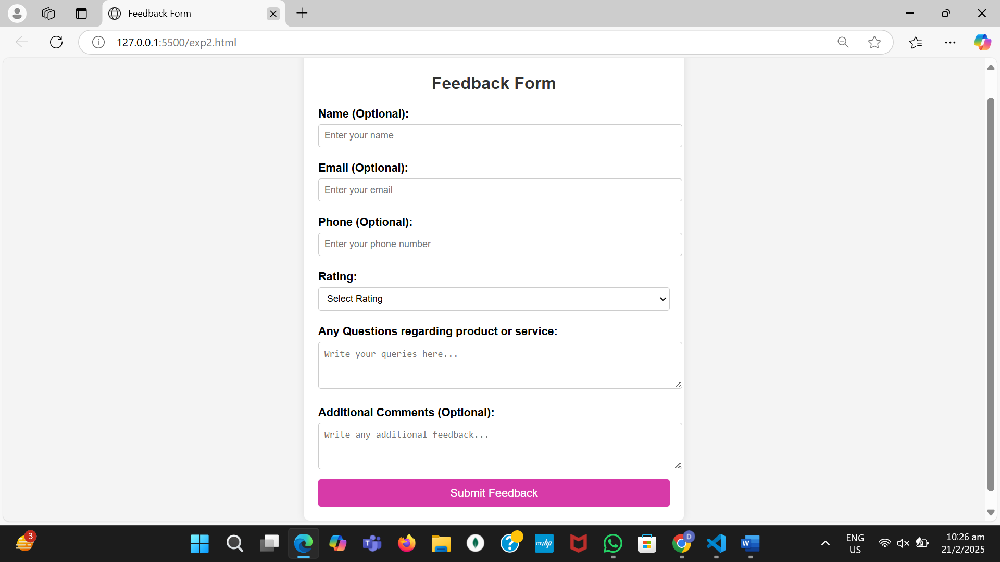 Feedback Form
127.0.0.1:5500/exp2.html
Feedback Form
Name (Optional):
Enter your name
Email (Optional):
Enter your email
Phone (Optional):
Enter your phone number
Rating:
Select Rating
Any Questions regarding product or service:
Write your queries here...
Additional Comments (Optional):
Write any additional feedback...
Submit Feedback
3
T
?
myhp
D
W
ENG
US
10:26 am
21/2/2025